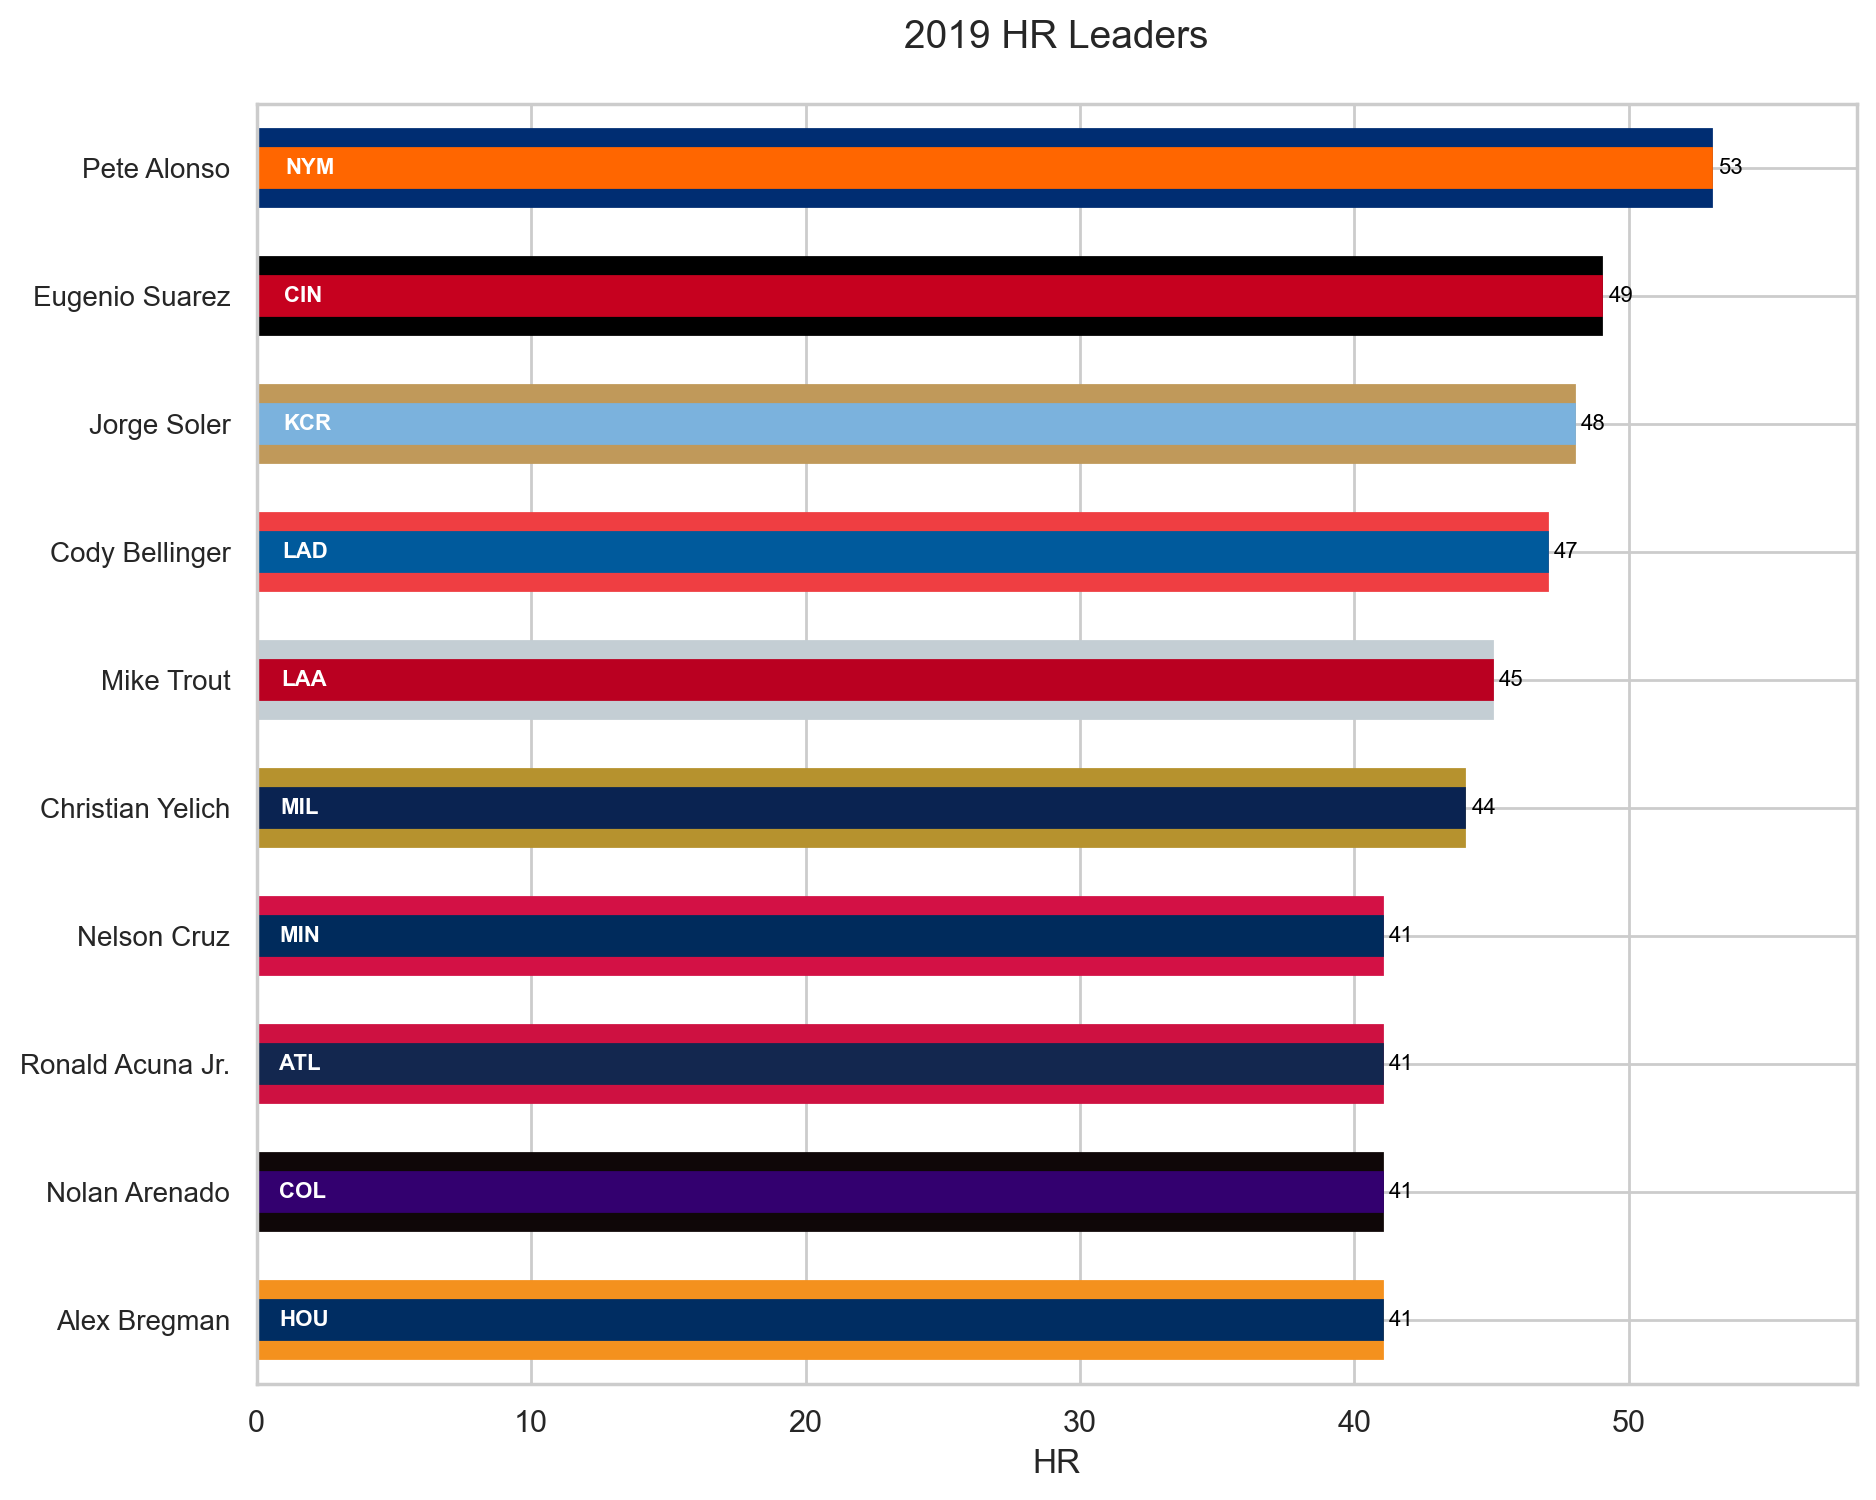 2019 HR Leaders
Pete Alonso NYM 53
Eugenio Suarez CIN 49
Jorge Soler KCR 48
Cody Bellinger LAD 47
Mike Trout LAA 45
Christian Yelich MIL 44
Nelson Cruz MIN 41
Ronald Acuna Jr. ATL 41
Nolan Arenado COL 41
Alex Bregman HOU 41
0 10 20 30 40 50
HR